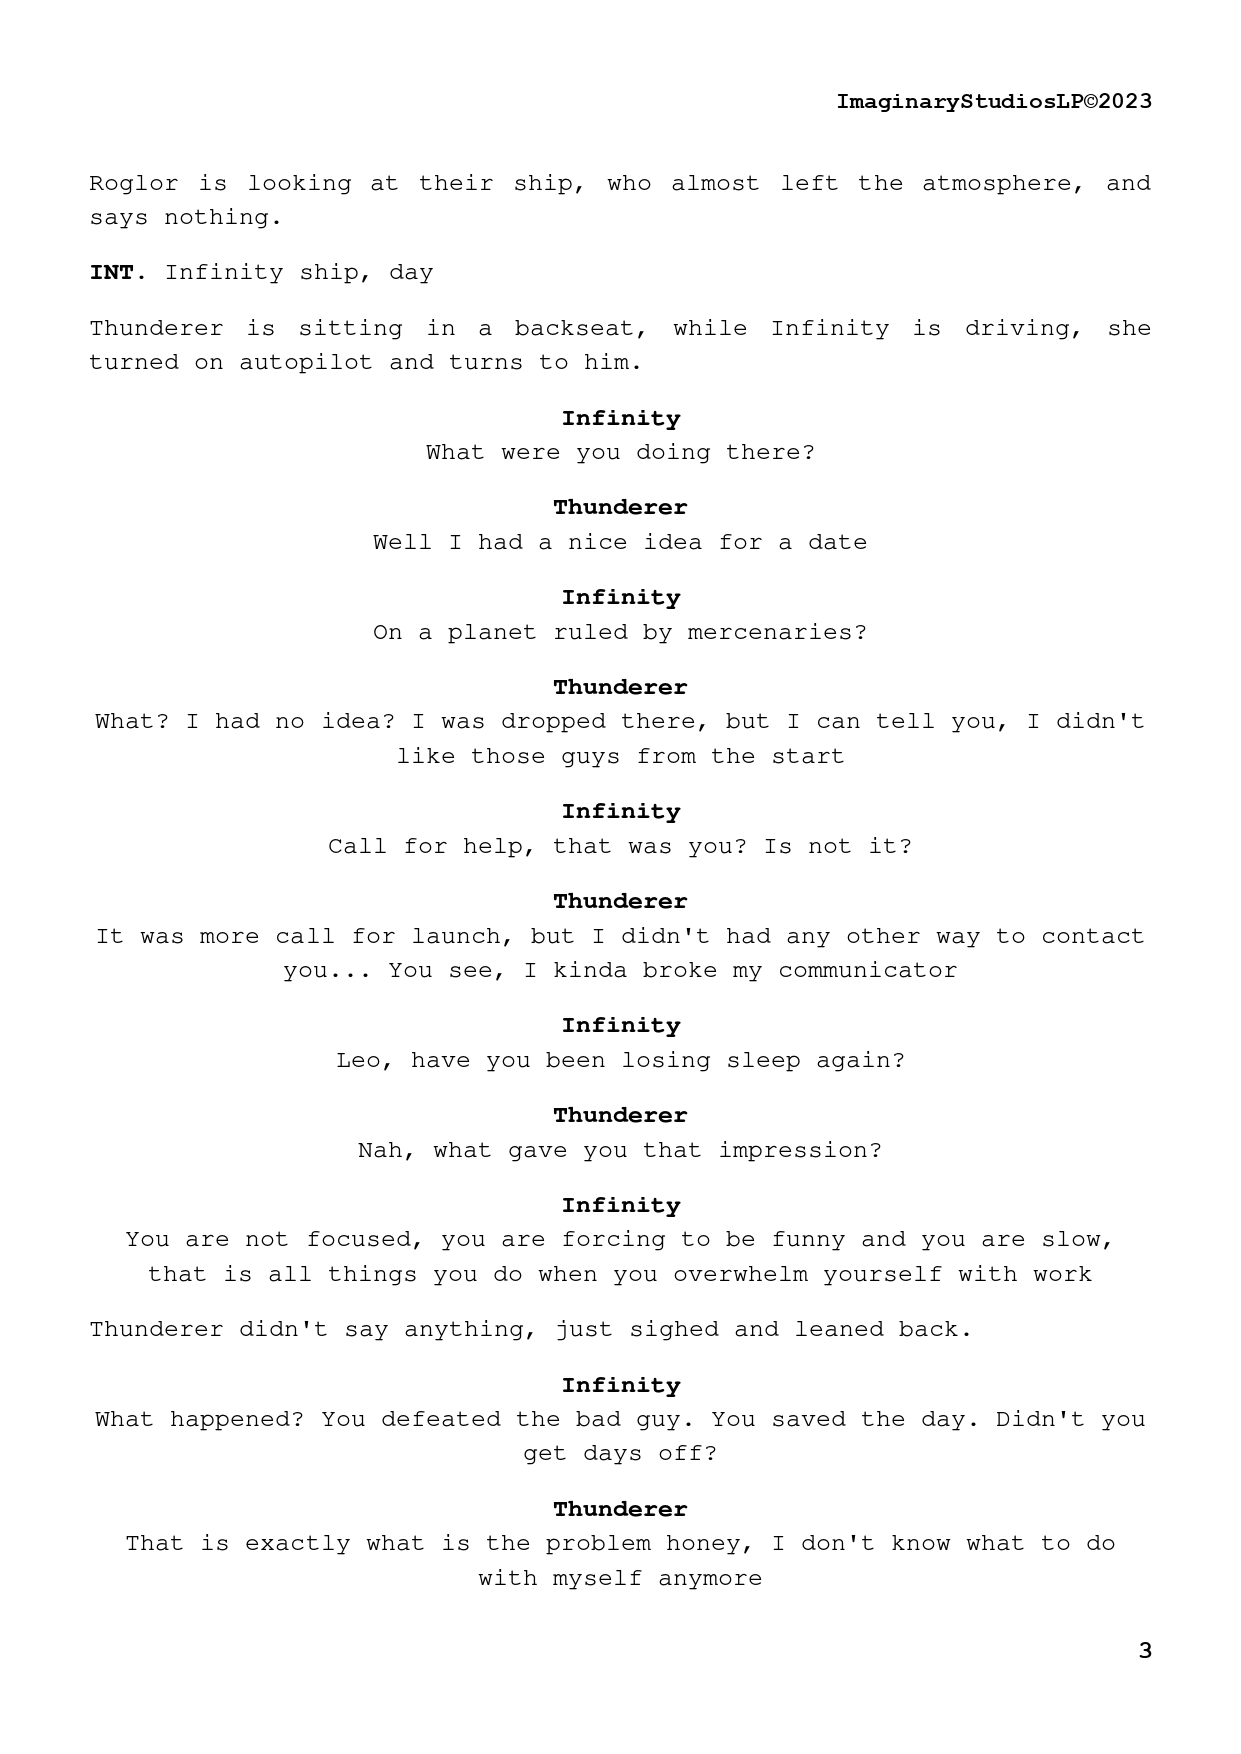 ImaginaryStudiosLP©2023
Roglor is looking at their ship, who almost left the atmosphere, and
says nothing.
INT. Infinity ship, day
Thunderer is sitting in a backseat, while Infinity is driving, she
turned on autopilot and turns to him.
Infinity
What were you doing there?
Thunderer
Well I had a nice idea for a date
Infinity
On a planet ruled by mercenaries?
Thunderer
What? I had no idea? I was dropped there, but I can tell you, I didn't
like those guys from the start
Infinity
Call for help, that was you? Is not it?
Thunderer
It was more call for launch, but I didn't had any other way to contact
you... You see, I kinda broke my communicator
Infinity
Leo, have you been losing sleep again?
Thunderer
Nah, what gave you that impression?
Infinity
You are not focused, you are forcing to be funny and you are slow,
that is all things you do when you overwhelm yourself with work
Thunderer didn't say anything, just sighed and leaned back.
Infinity
What happened? You defeated the bad guy. You saved the day. Didn't you
get days off?
Thunderer
That is exactly what is the problem honey, I don't know what to do
with myself anymore
3